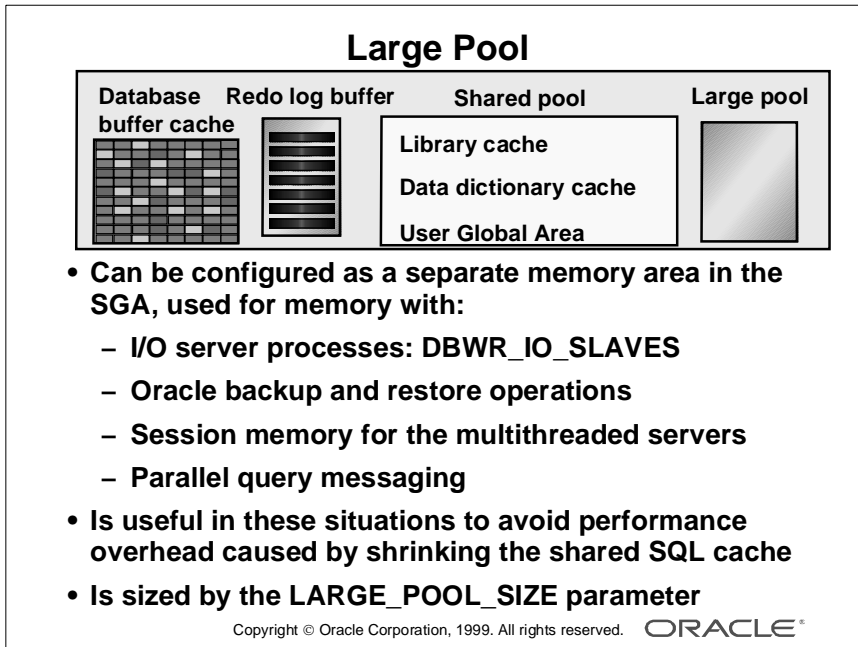 Large Pool
Database buffer cache
Redo log buffer
Shared pool
Large pool
Library cache
Data dictionary cache
User Global Area
• Can be configured as a separate memory area in the
SGA, used for memory with:
– I/O server processes: DBWR_IO_SLAVES
– Oracle backup and restore operations
– Session memory for the multithreaded servers
– Parallel query messaging
• Is useful in these situations to avoid performance
overhead caused by shrinking the shared SQL cache
• Is sized by the LARGE_POOL_SIZE parameter
Copyright © Oracle Corporation, 1999. All rights reserved. ORACLE®